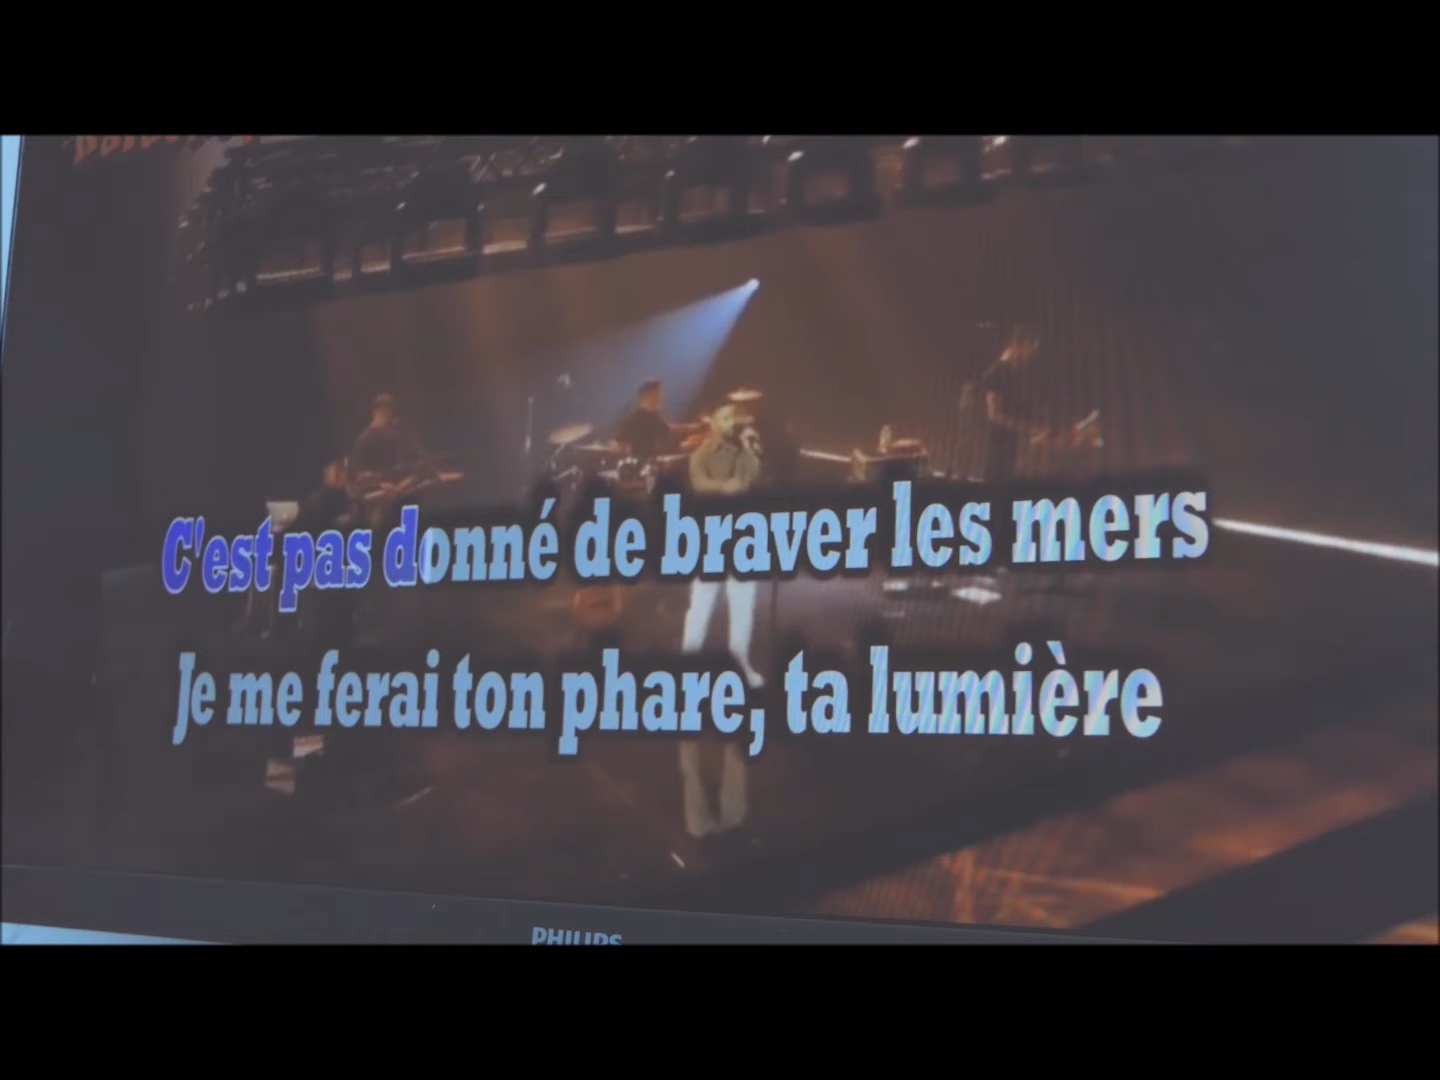 C'est pas donné de braver les mers
Je me ferai ton phare, ta lumière
PHILIPS